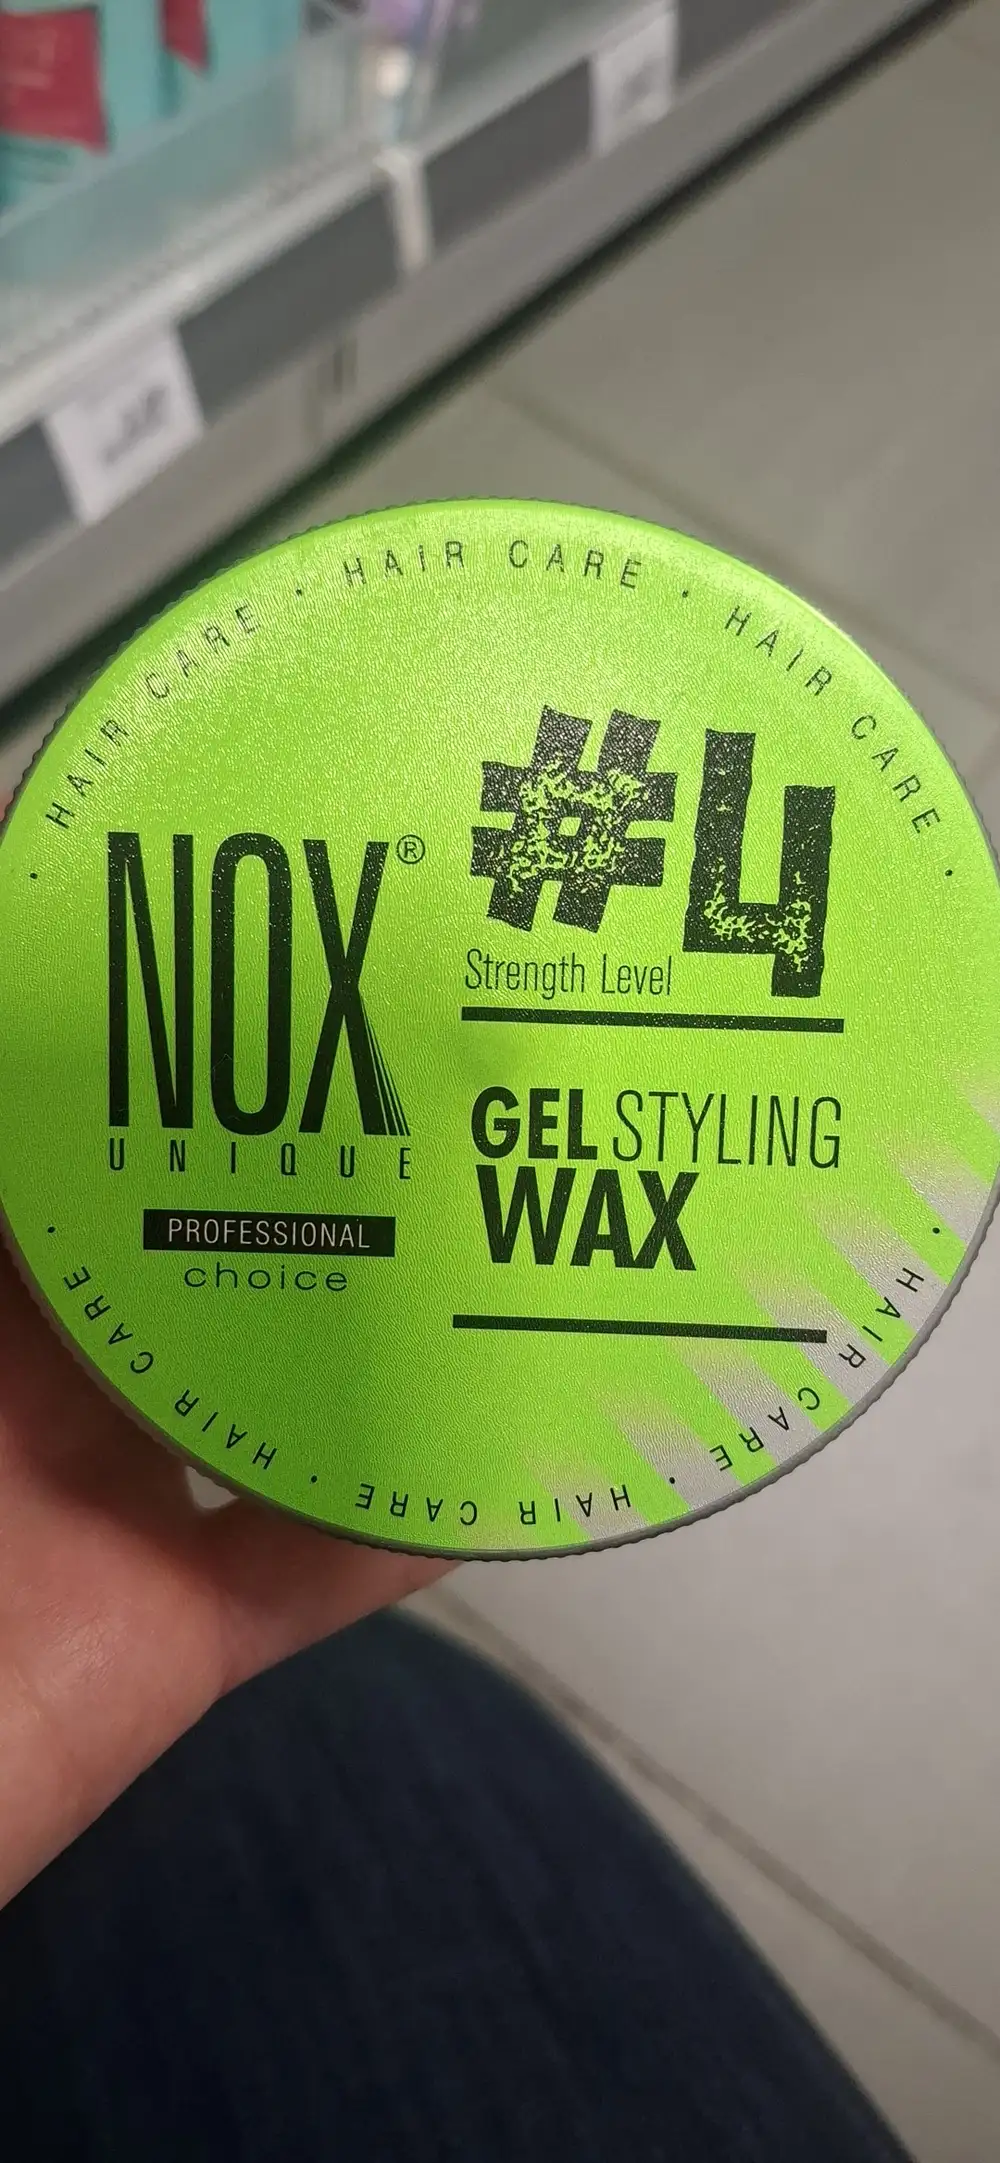 HAIR CARE · HAIR CARE · HAIR CARE ·
NOX®
UNIQUE
PROFESSIONAL
choice
#4
Strength Level
GEL STYLING
WAX
HAIR CARE · HAIR CARE · HAIR CARE ·